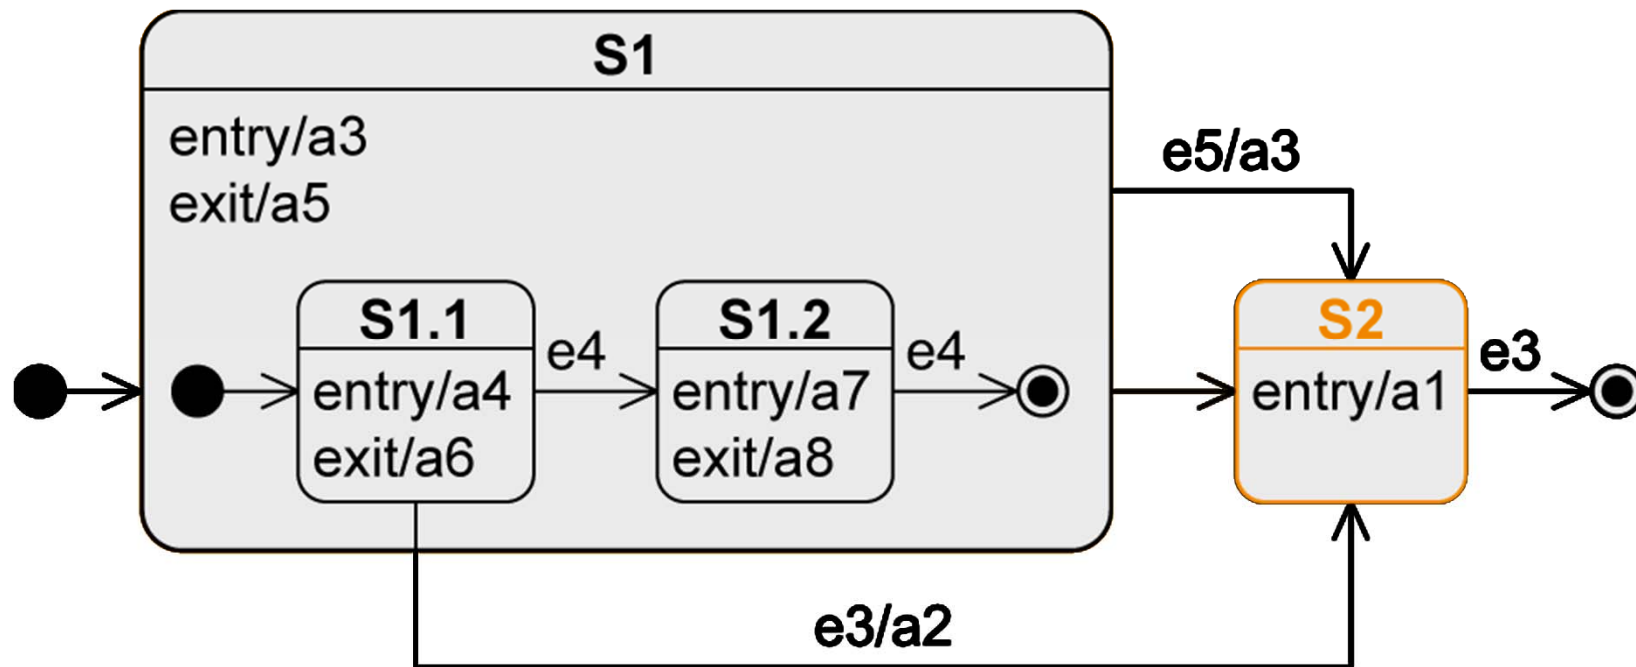 S1
entry/a3
exit/a5
e5/a3
S1.1
entry/a4
exit/a6
e4
S1.2
entry/a7
exit/a8
e4
S2
entry/a1
e3
e3/a2